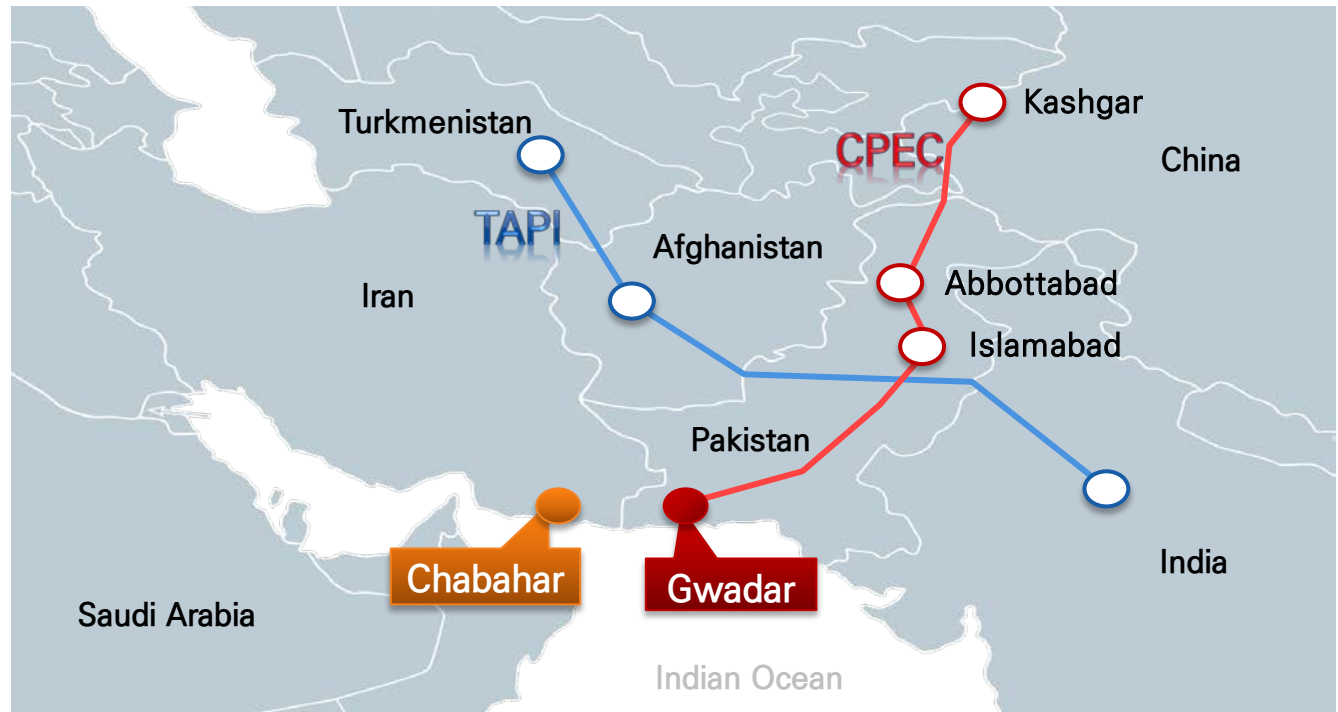 Kashgar
Turkmenistan
CPEC
China
TAPI
Afghanistan
Iran
Abbottabad
Islamabad
Pakistan
Chabahar
Gwadar
India
Saudi Arabia
Indian Ocean